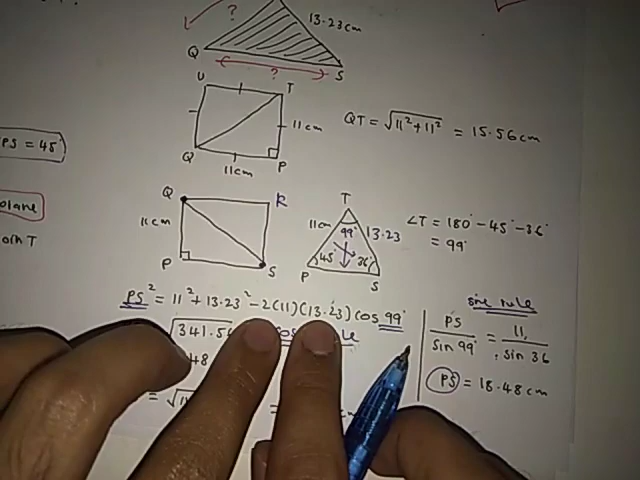 ?
13.23cm
Q
?
S
U
T
11cm
QT = √11² + 11² = 15.56cm
PS = 45°
Q
P
11cm
plane
Q
R
T
11cm
11cm
99°
13.23
∠T = 180° - 45° - 36°
= 99°
45°
36°
P
S
P
S
PS² = 11² + 13.23² - 2(11)(13.23) cos 99°
sine rule
PS / sin 99° = 11 / sin 36
341.5
48
PS = 18.48cm
=